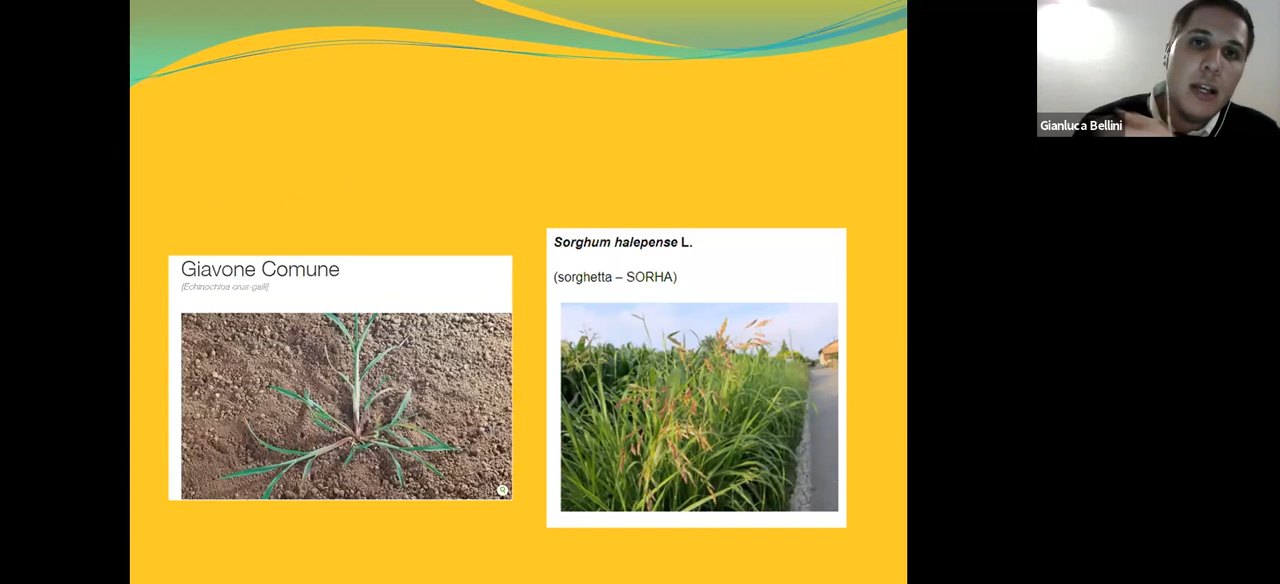 Giavone Comune
[Echinochloa crus-galli]
Sorghum halepense L.
(sorghetta – SORHA)
Gianluca Bellini